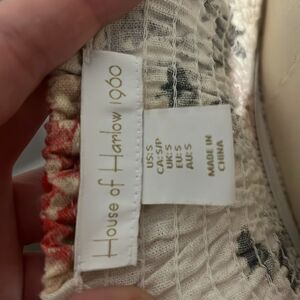 House of Harlow 1960
US: S
CA: S/P
UK: S
EU: S
AU: S
MADE IN
CHINA